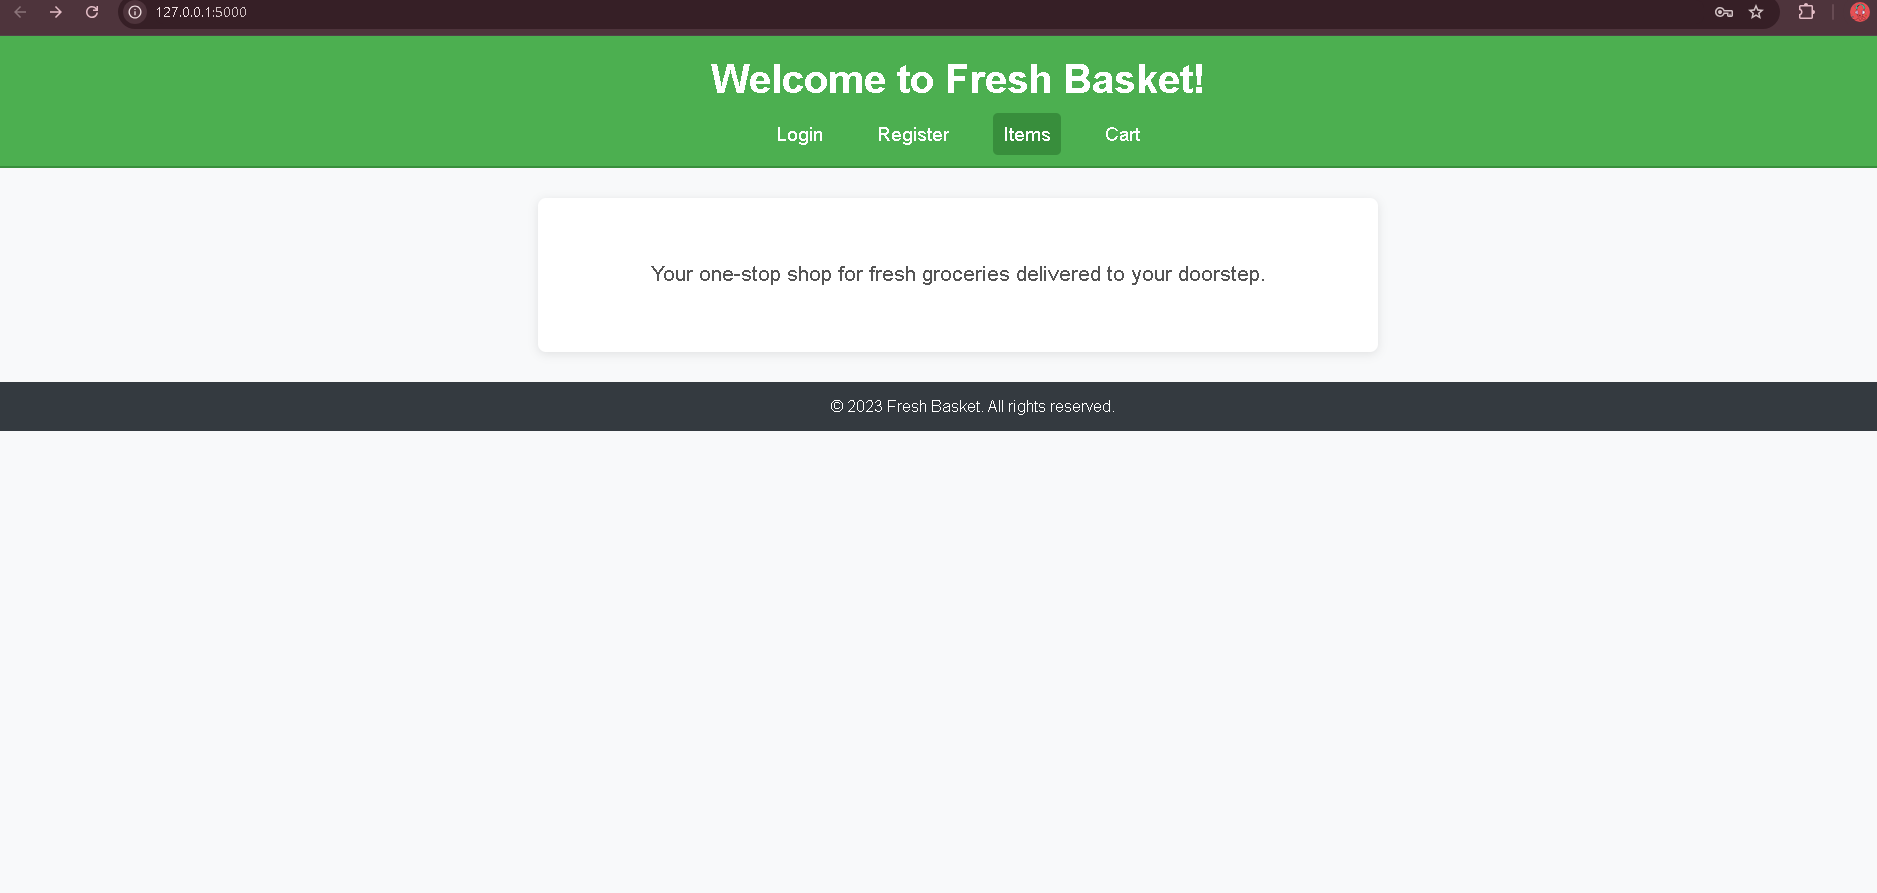 127.0.0.1:5000
Welcome to Fresh Basket!
Login Register Items Cart
Your one-stop shop for fresh groceries delivered to your doorstep.
© 2023 Fresh Basket. All rights reserved.